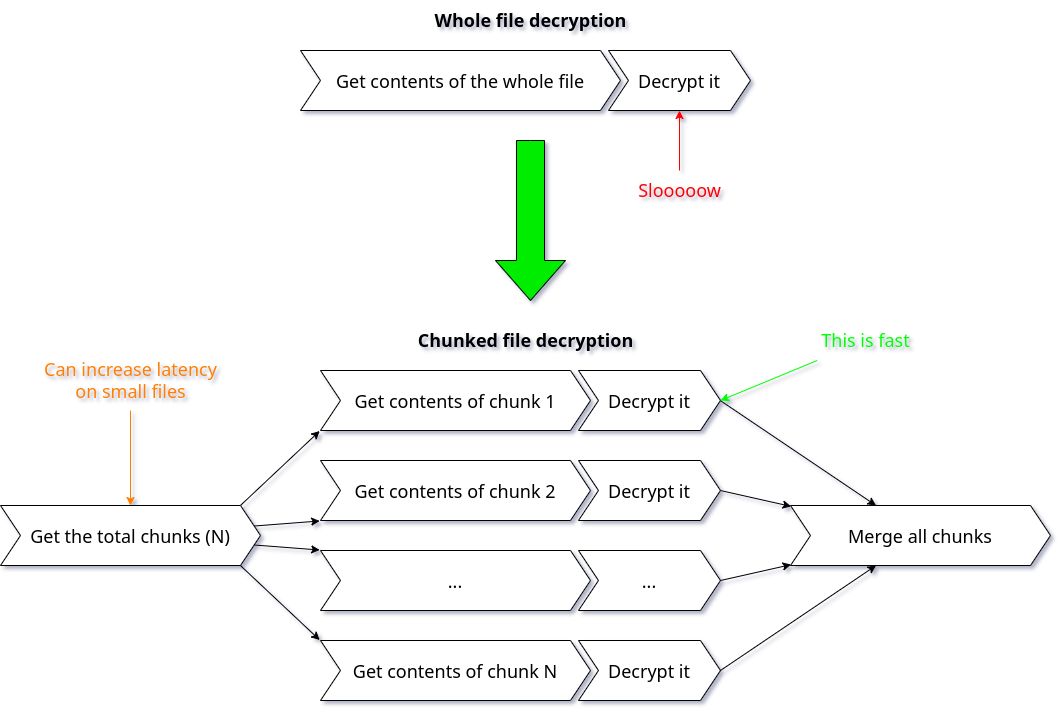 Whole file decryption
Get contents of the whole file
Decrypt it
Slooooow
Chunked file decryption
This is fast
Can increase latency
on small files
Get contents of chunk 1
Decrypt it
Get contents of chunk 2
Decrypt it
Get the total chunks (N)
Merge all chunks
...
...
Get contents of chunk N
Decrypt it